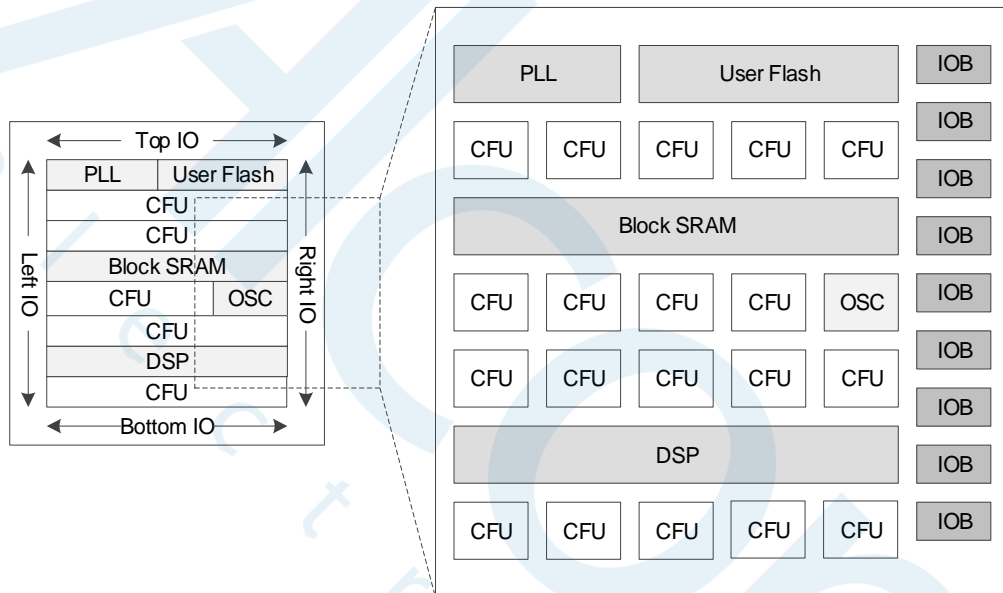 Top IO
PLL User Flash
CFU
CFU
Block SRAM
CFU OSC
CFU
DSP
CFU
Bottom IO
Left IO
Right IO
PLL User Flash IOB
IOB
CFU CFU CFU CFU CFU
IOB
Block SRAM IOB
CFU CFU CFU CFU OSC IOB
IOB
CFU CFU CFU CFU CFU
IOB
DSP IOB
CFU CFU CFU CFU CFU IOB